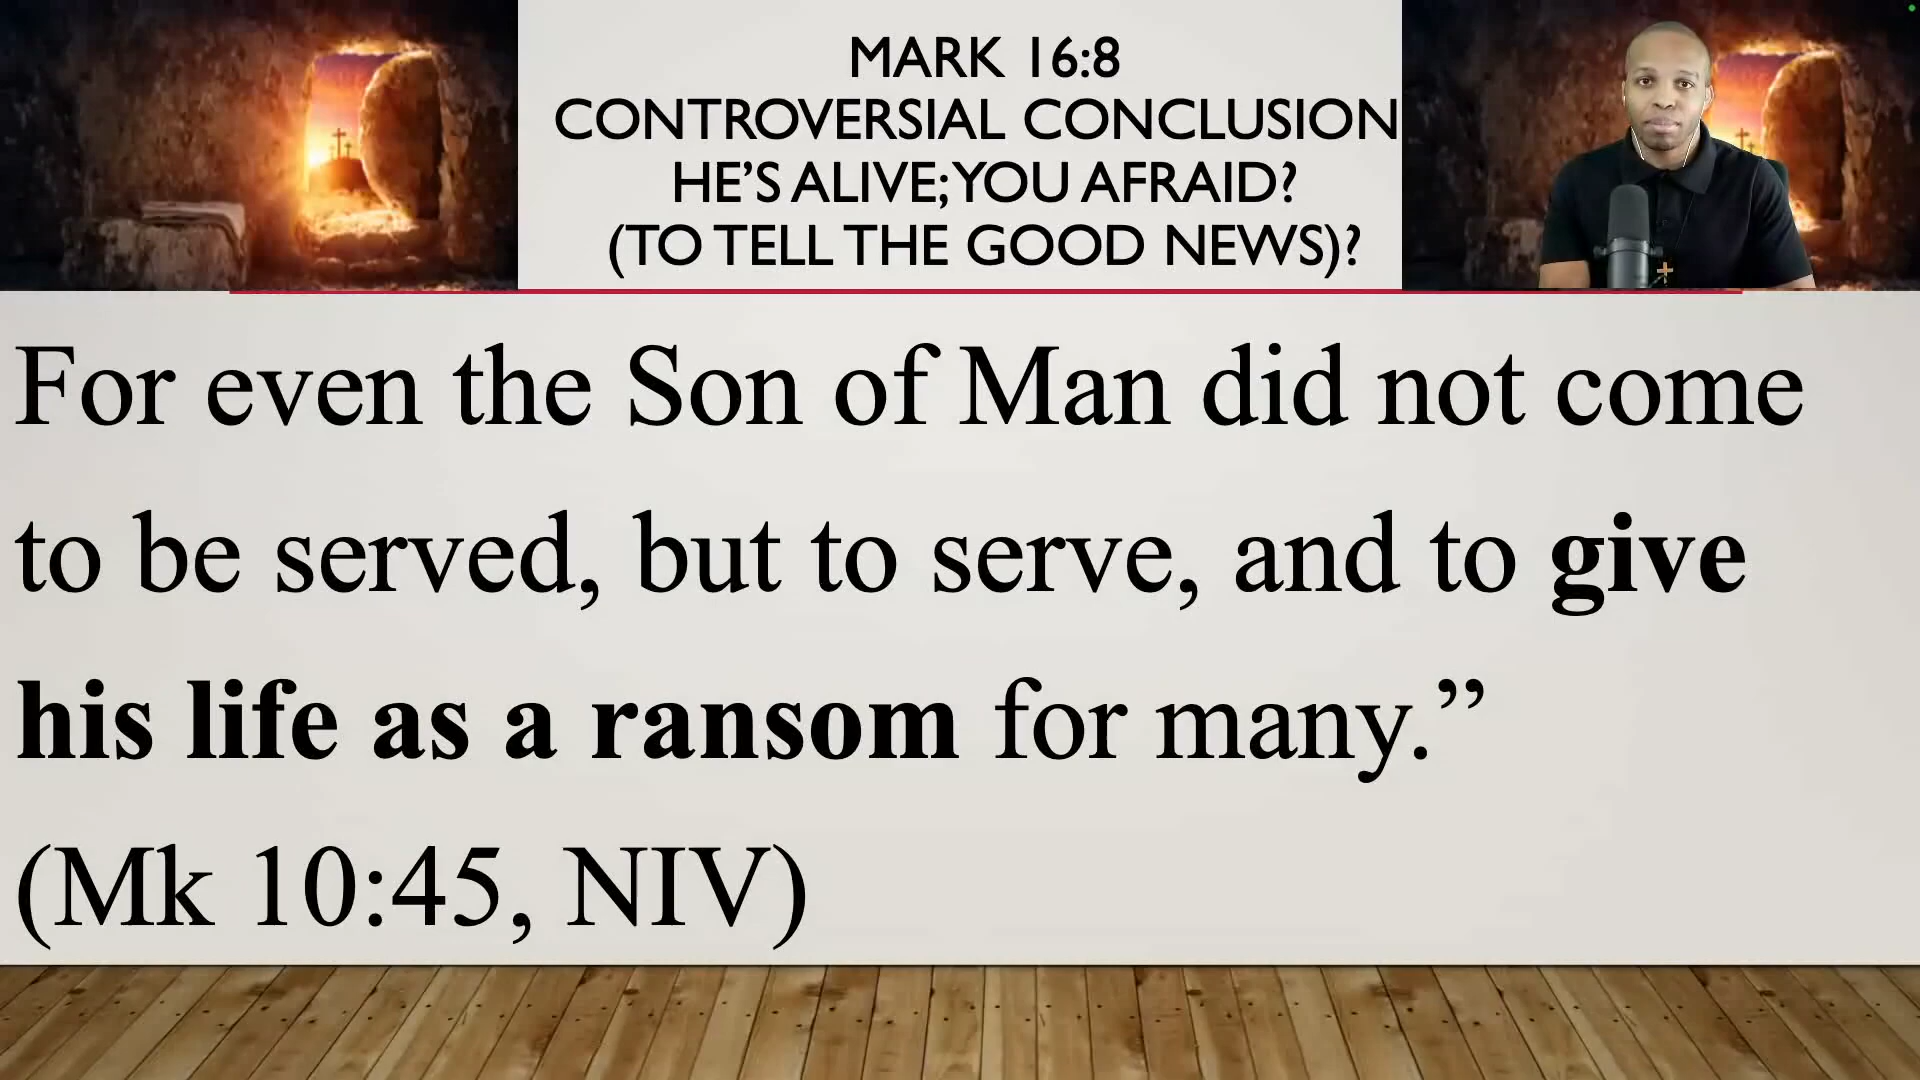 MARK 16:8
CONTROVERSIAL CONCLUSION
HE’S ALIVE; YOU AFRAID?
(TO TELL THE GOOD NEWS)?
For even the Son of Man did not come
to be served, but to serve, and to give
his life as a ransom for many.”
(Mk 10:45, NIV)